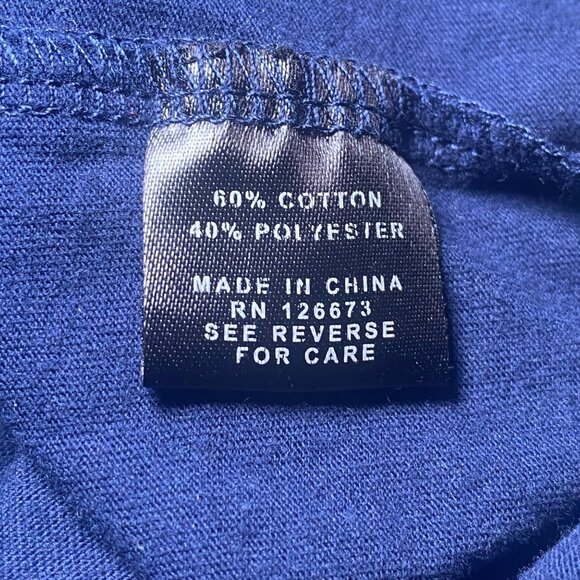 60% COTTON
40% POLYESTER
MADE IN CHINA
RN 126673
SEE REVERSE
FOR CARE